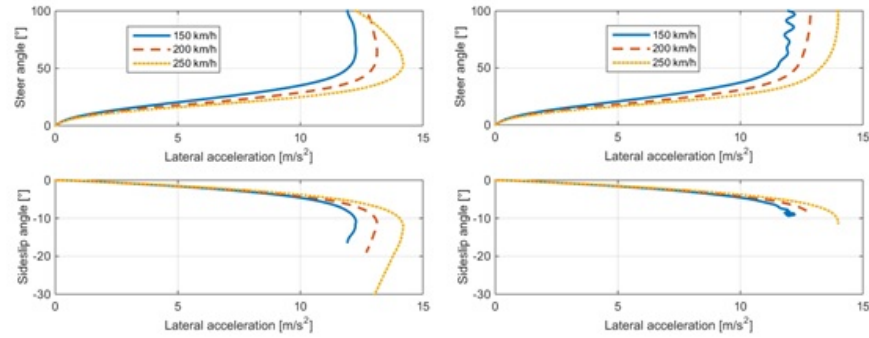 100
50
0
Steer angle [°]
150 km/h
200 km/h
250 km/h
0
5
10
15
Lateral acceleration [m/s²]
100
50
0
Steer angle [°]
150 km/h
200 km/h
250 km/h
0
5
10
15
Lateral acceleration [m/s²]
0
-10
-20
-30
Sideslip angle [°]
0
5
10
15
Lateral acceleration [m/s²]
0
-10
-20
-30
Sideslip angle [°]
0
5
10
15
Lateral acceleration [m/s²]